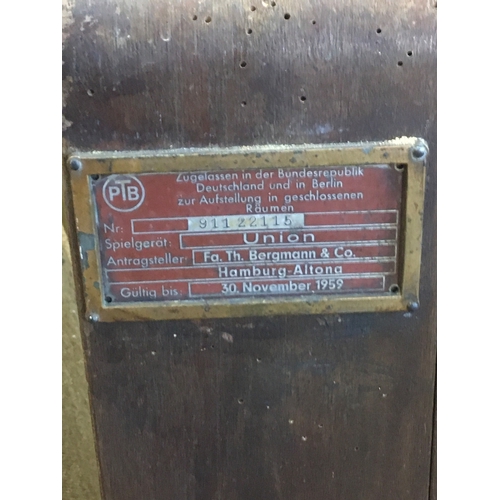 PTB
Zugelassen in der Bundesrepublik
Deutschland und in Berlin
zur Aufstellung in geschlossenen
Räumen
Nr: 911 22115
Spielgerät: Union
Antragsteller: Fa. Th. Bergmann & Co.
Hamburg-Altona
Gültig bis: 30. November 1959